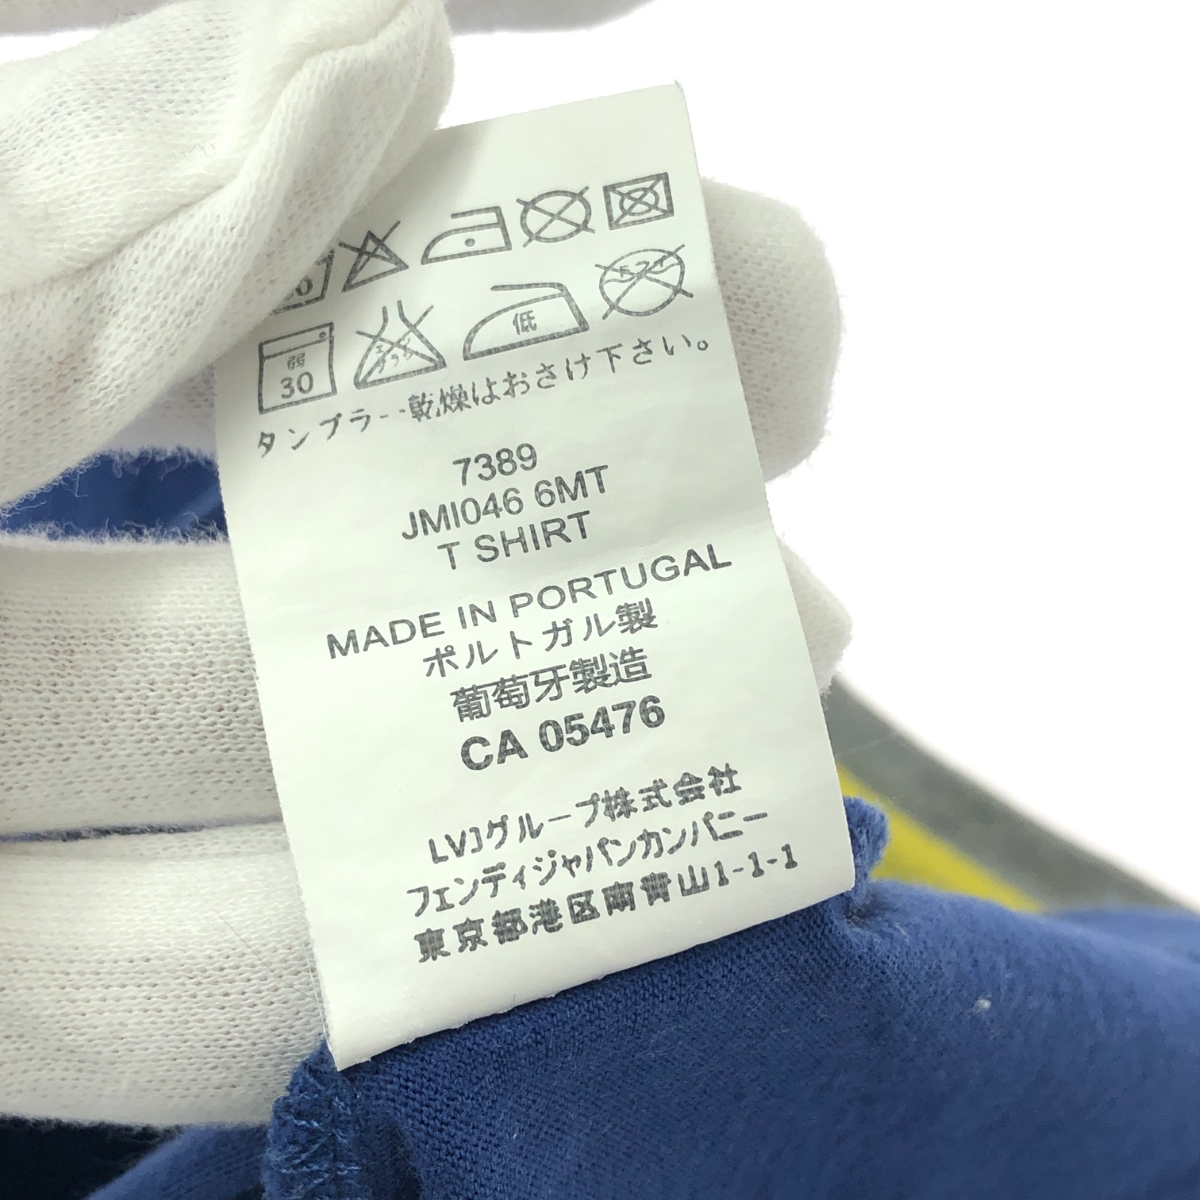 低
弱
30
タンブラー乾燥はおさけ下さい。
7389
JMI046 6MT
T SHIRT
MADE IN PORTUGAL
ポルトガル製
葡萄牙製造
CA 05476
LVJグループ株式会社
フェンディジャパンカンパニー
東京都港区南青山1-1-1